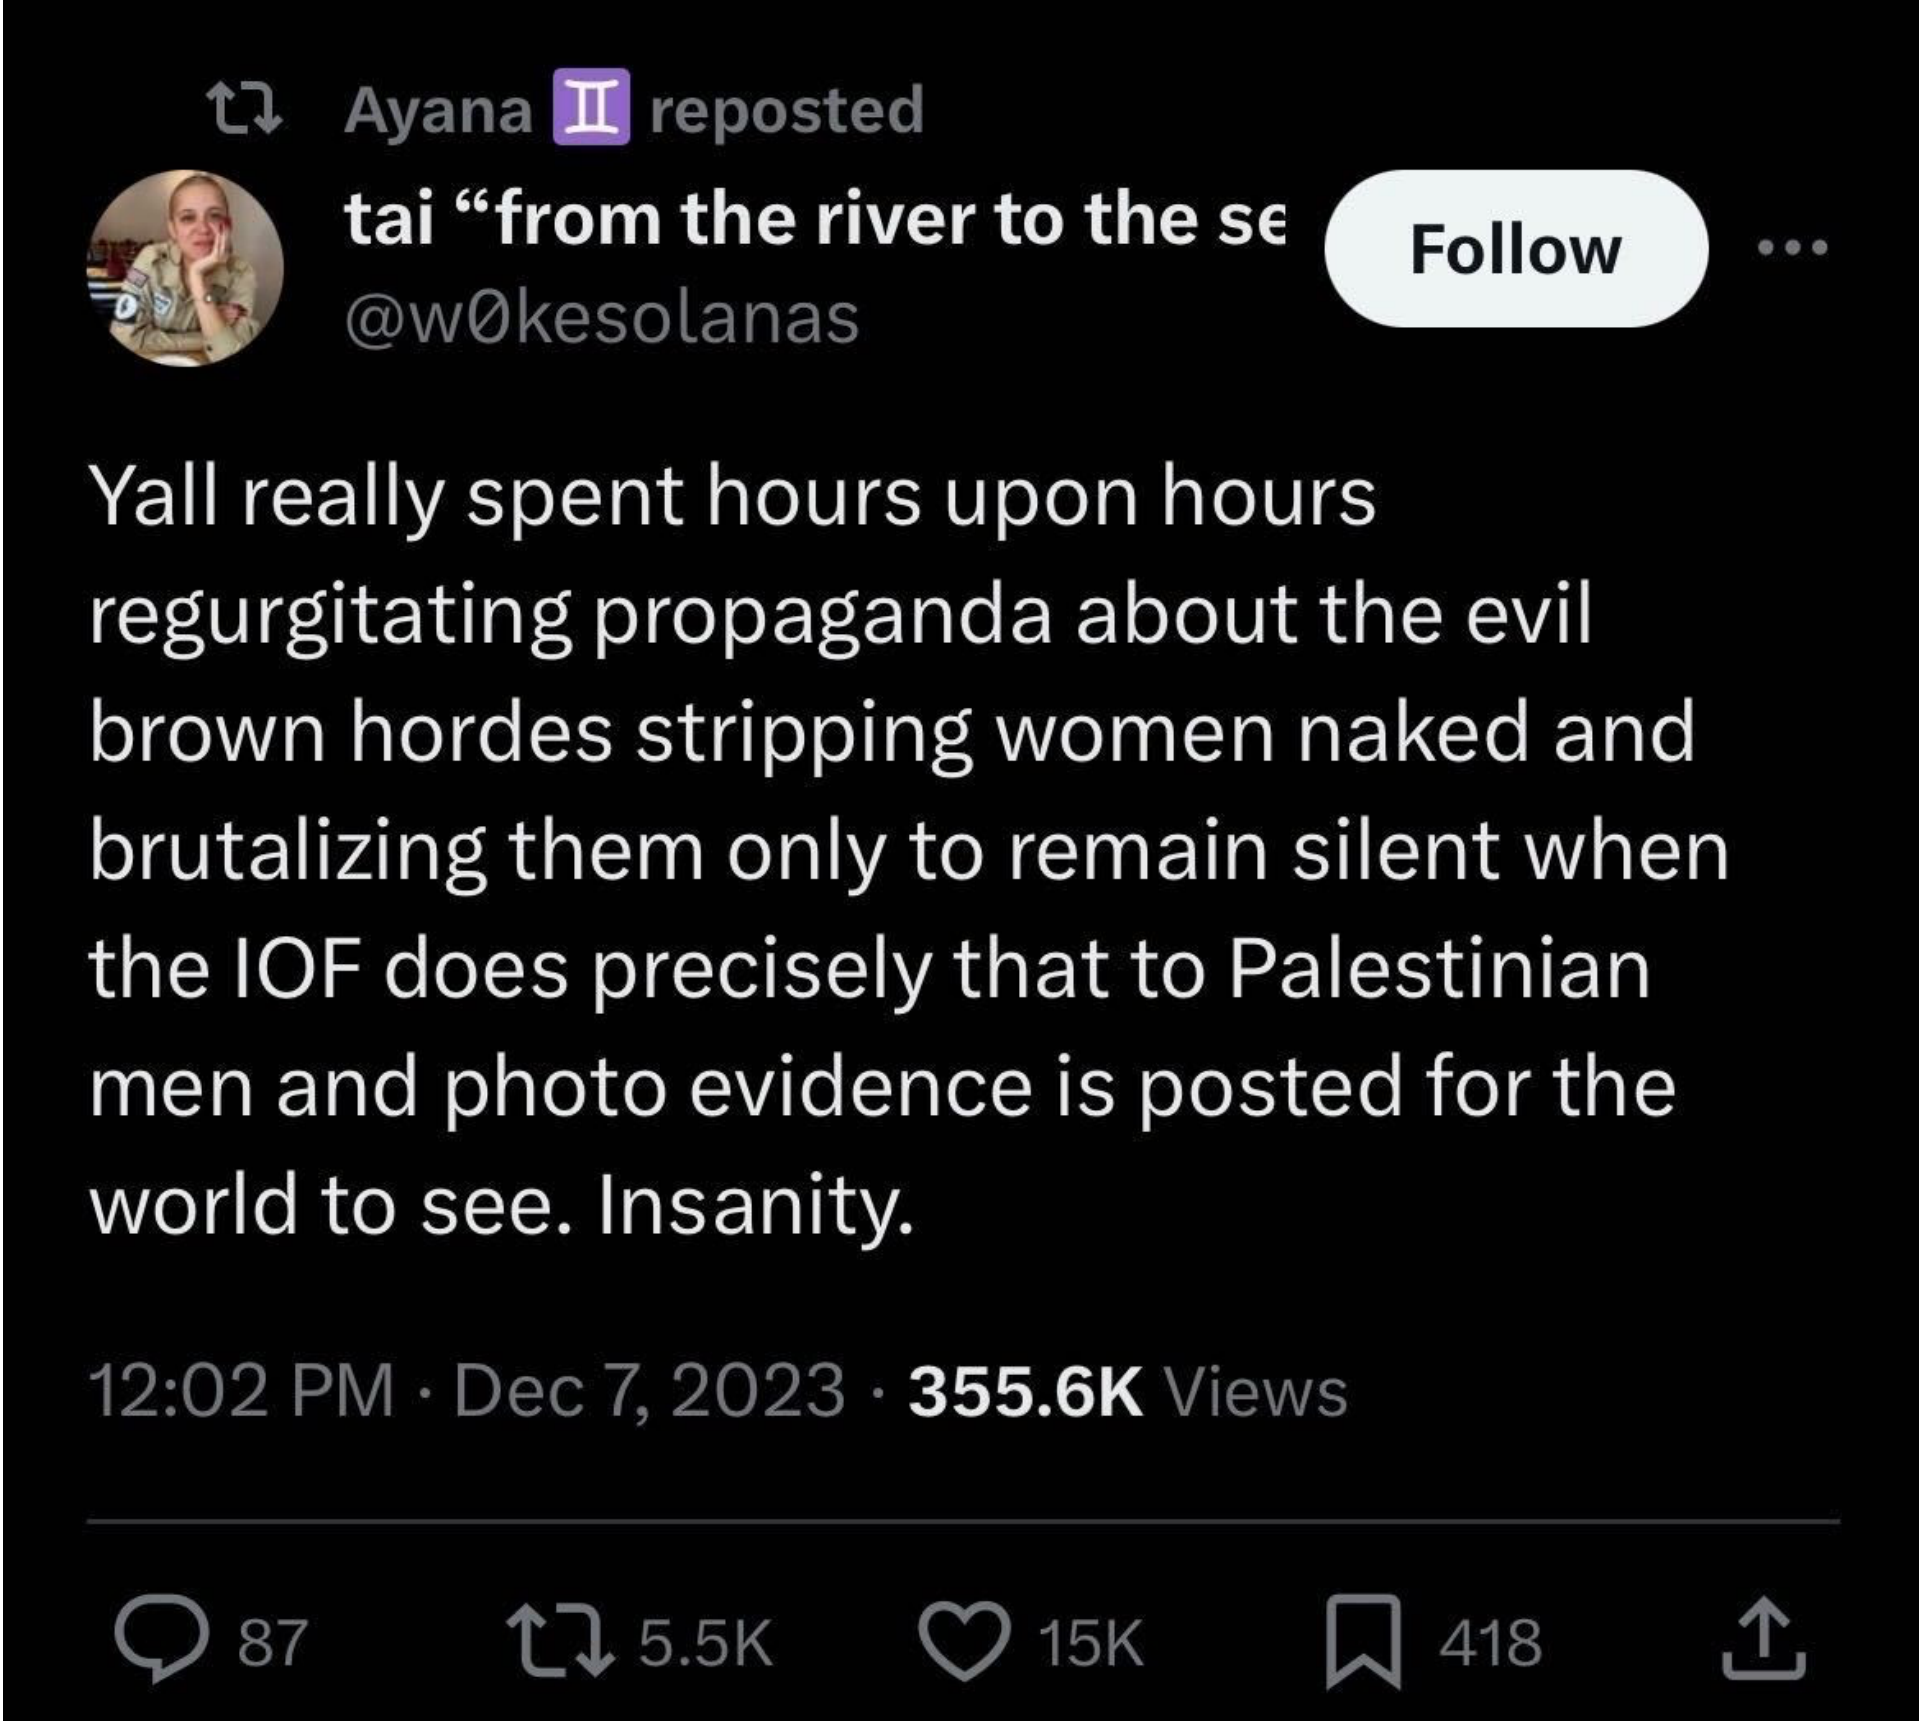 Ayana ♊ reposted
tai “from the river to the se
Follow
@w0kesolanas
Yall really spent hours upon hours
regurgitating propaganda about the evil
brown hordes stripping women naked and
brutalizing them only to remain silent when
the IOF does precisely that to Palestinian
men and photo evidence is posted for the
world to see. Insanity.
12:02 PM · Dec 7, 2023 · 355.6K Views
87 5.5K 15K 418